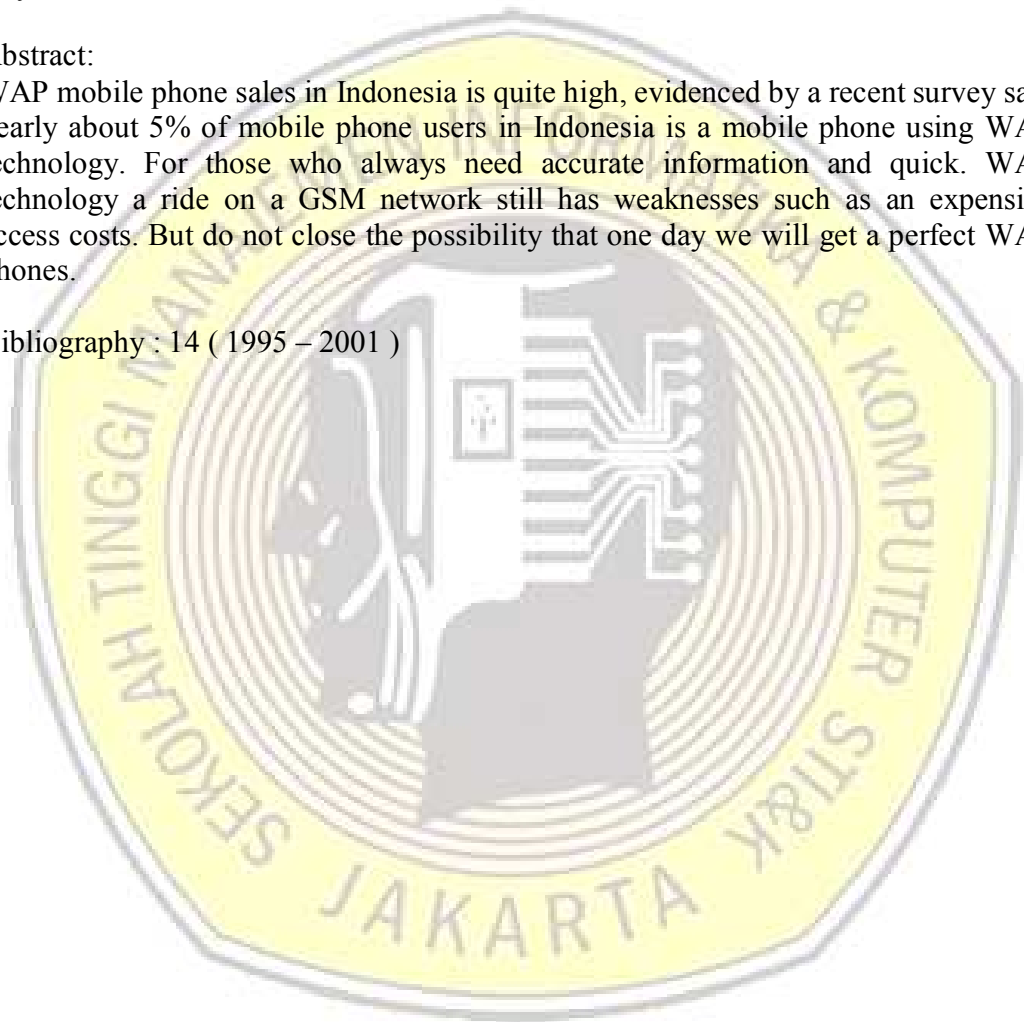 bstract:
WAP mobile phone sales in Indonesia is quite high, evidenced by a recent survey sa
early about 5% of mobile phone users in Indonesia is a mobile phone using WA
echnology. For those who always need accurate information and quick. WA
echnology a ride on a GSM network still has weaknesses such as an expensi
ccess costs. But do not close the possibility that one day we will get a perfect WA
hones.
ibliography : 14 ( 1995 – 2001 )
SEKOLAH TINGGI MANAJEMEN INFORMATIKA & KOMPUTER STI&K
JAKARTA